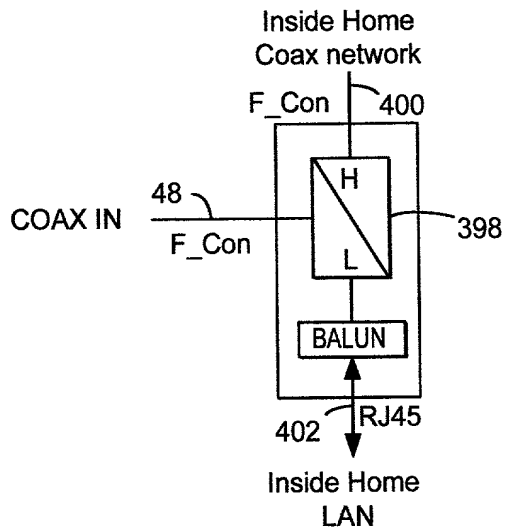 Inside Home
Coax network
F_Con
400
H
48
COAX IN
F_Con
398
L
BALUN
402
RJ45
Inside Home
LAN